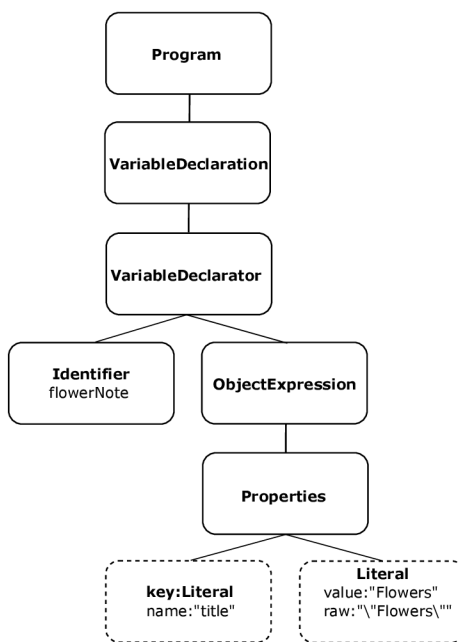 Program
VariableDeclaration
VariableDeclarator
Identifier
flowerNote
ObjectExpression
Properties
key:Literal
name:"title"
Literal
value:"Flowers"
raw:"\"Flowers\""